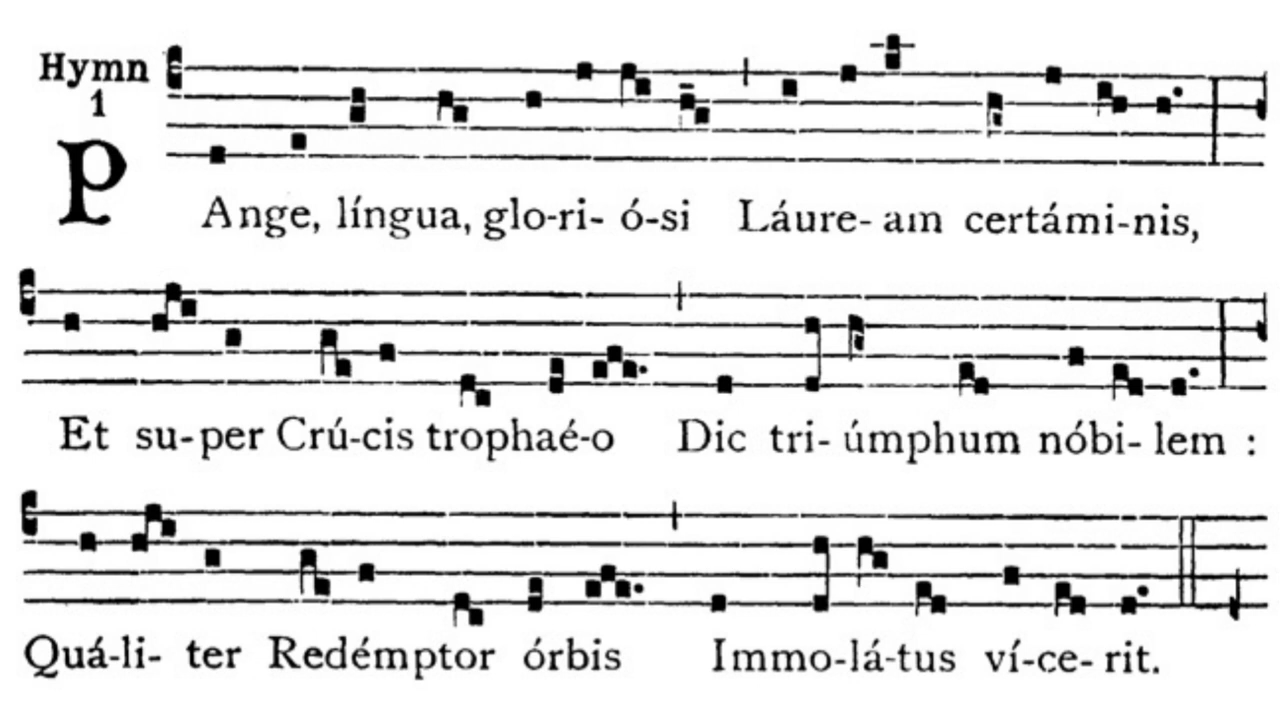 Hymn
1
PAnge, língua, glo-ri- ó-si Láure- am certámi-nis,
Et su-per Crú-cis trophaé-o Dic tri- úmphum nóbi- lem :
Quá-li- ter Redémptor órbis Immo-lá-tus ví-ce- rit.